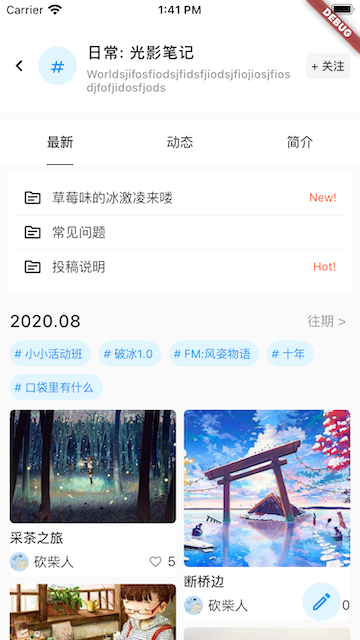 Carrier 1:41 PM
DEBUG
# 日常: 光影笔记
Worldsjifosfiodsjfidsfjiodsjfiojiosjfios
djfofjidosfjods
+ 关注
最新 动态 简介
草莓味的冰激凌来喽 New!
常见问题
投稿说明 Hot!
2020.08 往期 >
# 小小活动班 # 破冰1.0 # FM:风姿物语 # 十年
# 口袋里有什么
采茶之旅
砍柴人 5
断桥边
砍柴人 0